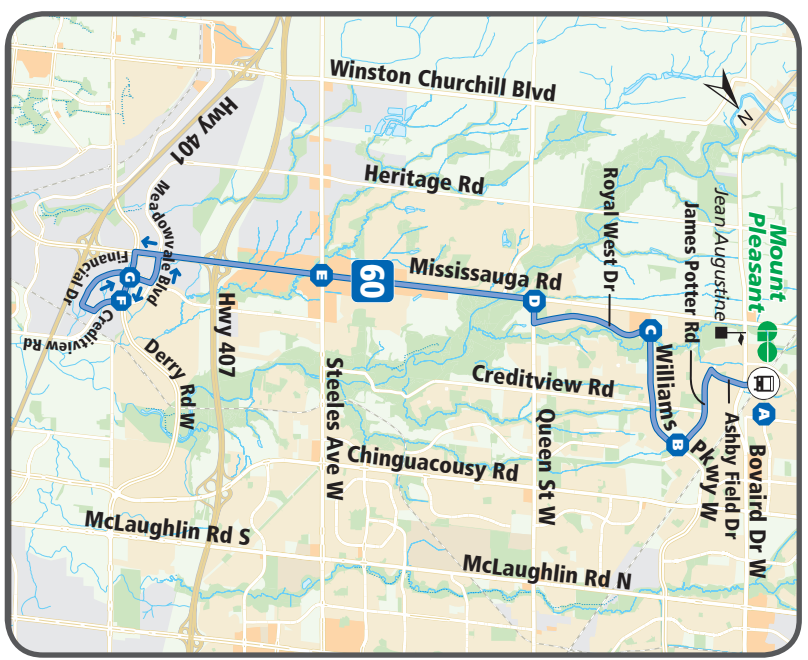 Winston Churchill Blvd
N
Hwy 401
Heritage Rd
Royal West Dr
James Potter Rd
Jean Augustine
Mount
Pleasant
Meadowvale Blvd
Financial Dr
G
F
E
60
Mississauga Rd
D
C
Williams Pkwy W
B
A
Creditview Rd
Derry Rd W
Hwy 407
Steeles Ave W
Creditview Rd
Queen St W
Ashby Field Dr
Bovaird Dr W
Chinguacousy Rd
McLaughlin Rd S
McLaughlin Rd N